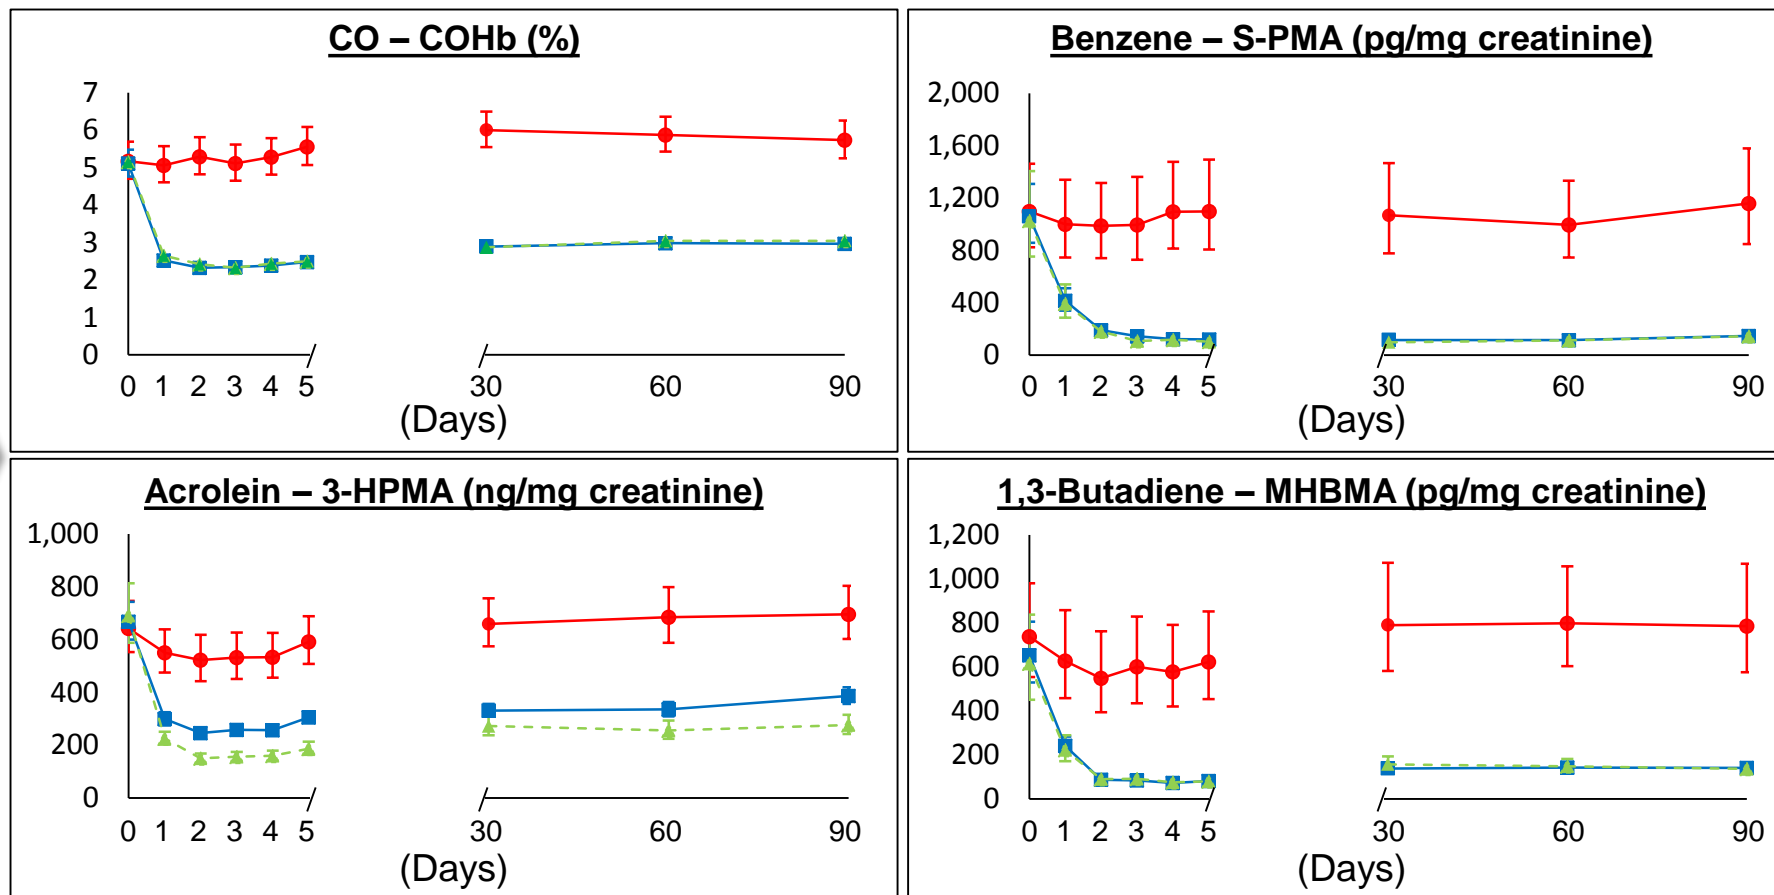 CO – COHb (%)
7
6
5
4
3
2
1
0
0 1 2 3 4 5 30 60 90
(Days)
Benzene – S-PMA (pg/mg creatinine)
2,000
1,600
1,200
800
400
0
0 1 2 3 4 5 30 60 90
(Days)
Acrolein – 3-HPMA (ng/mg creatinine)
1,000
800
600
400
200
0
0 1 2 3 4 5 30 60 90
(Days)
1,3-Butadiene – MHBMA (pg/mg creatinine)
1,200
1,000
800
600
400
200
0
0 1 2 3 4 5 30 60 90
(Days)